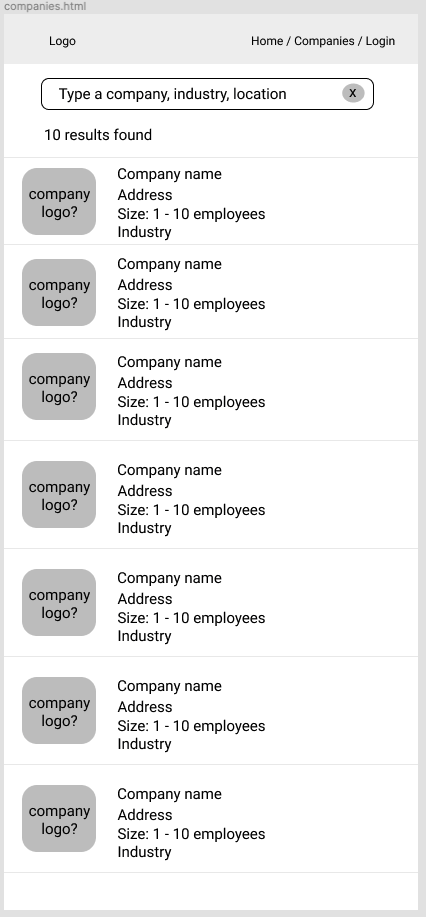 companies.html
Logo
Home / Companies / Login
Type a company, industry, location
X
10 results found
company
logo?
Company name
Address
Size: 1 - 10 employees
Industry
company
logo?
Company name
Address
Size: 1 - 10 employees
Industry
company
logo?
Company name
Address
Size: 1 - 10 employees
Industry
company
logo?
Company name
Address
Size: 1 - 10 employees
Industry
company
logo?
Company name
Address
Size: 1 - 10 employees
Industry
company
logo?
Company name
Address
Size: 1 - 10 employees
Industry
company
logo?
Company name
Address
Size: 1 - 10 employees
Industry